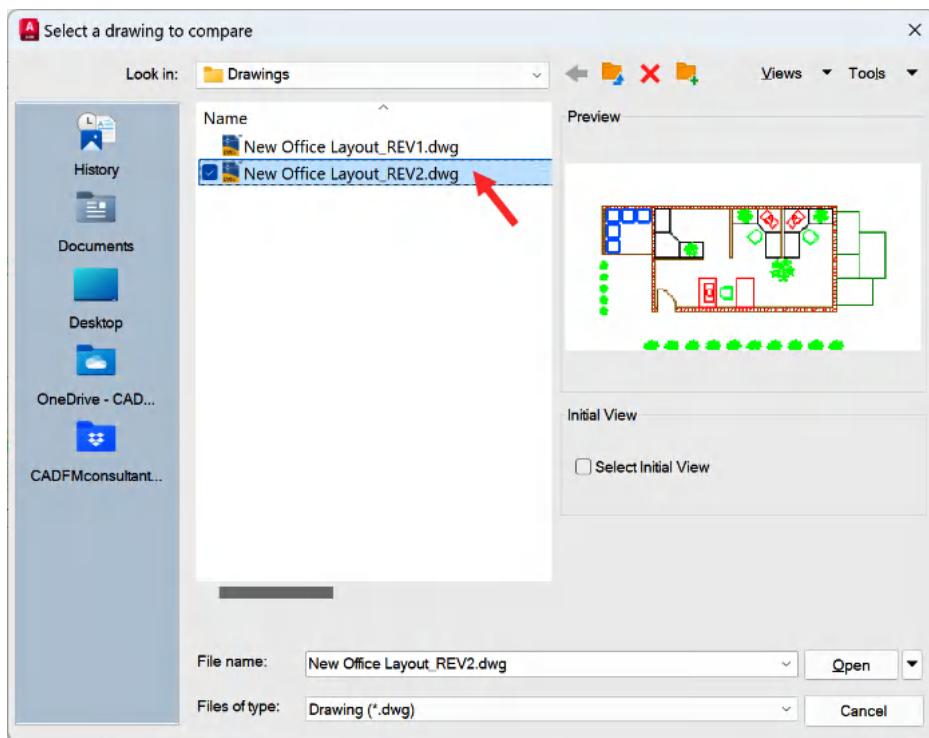 Select a drawing to compare
Look in: Drawings Views Tools
Name
New Office Layout_REV1.dwg
New Office Layout_REV2.dwg
History
Documents
Desktop
OneDrive - CAD...
CADFMconsultant...
Preview
Initial View
Select Initial View
File name: New Office Layout_REV2.dwg Open
Files of type: Drawing (*.dwg) Cancel